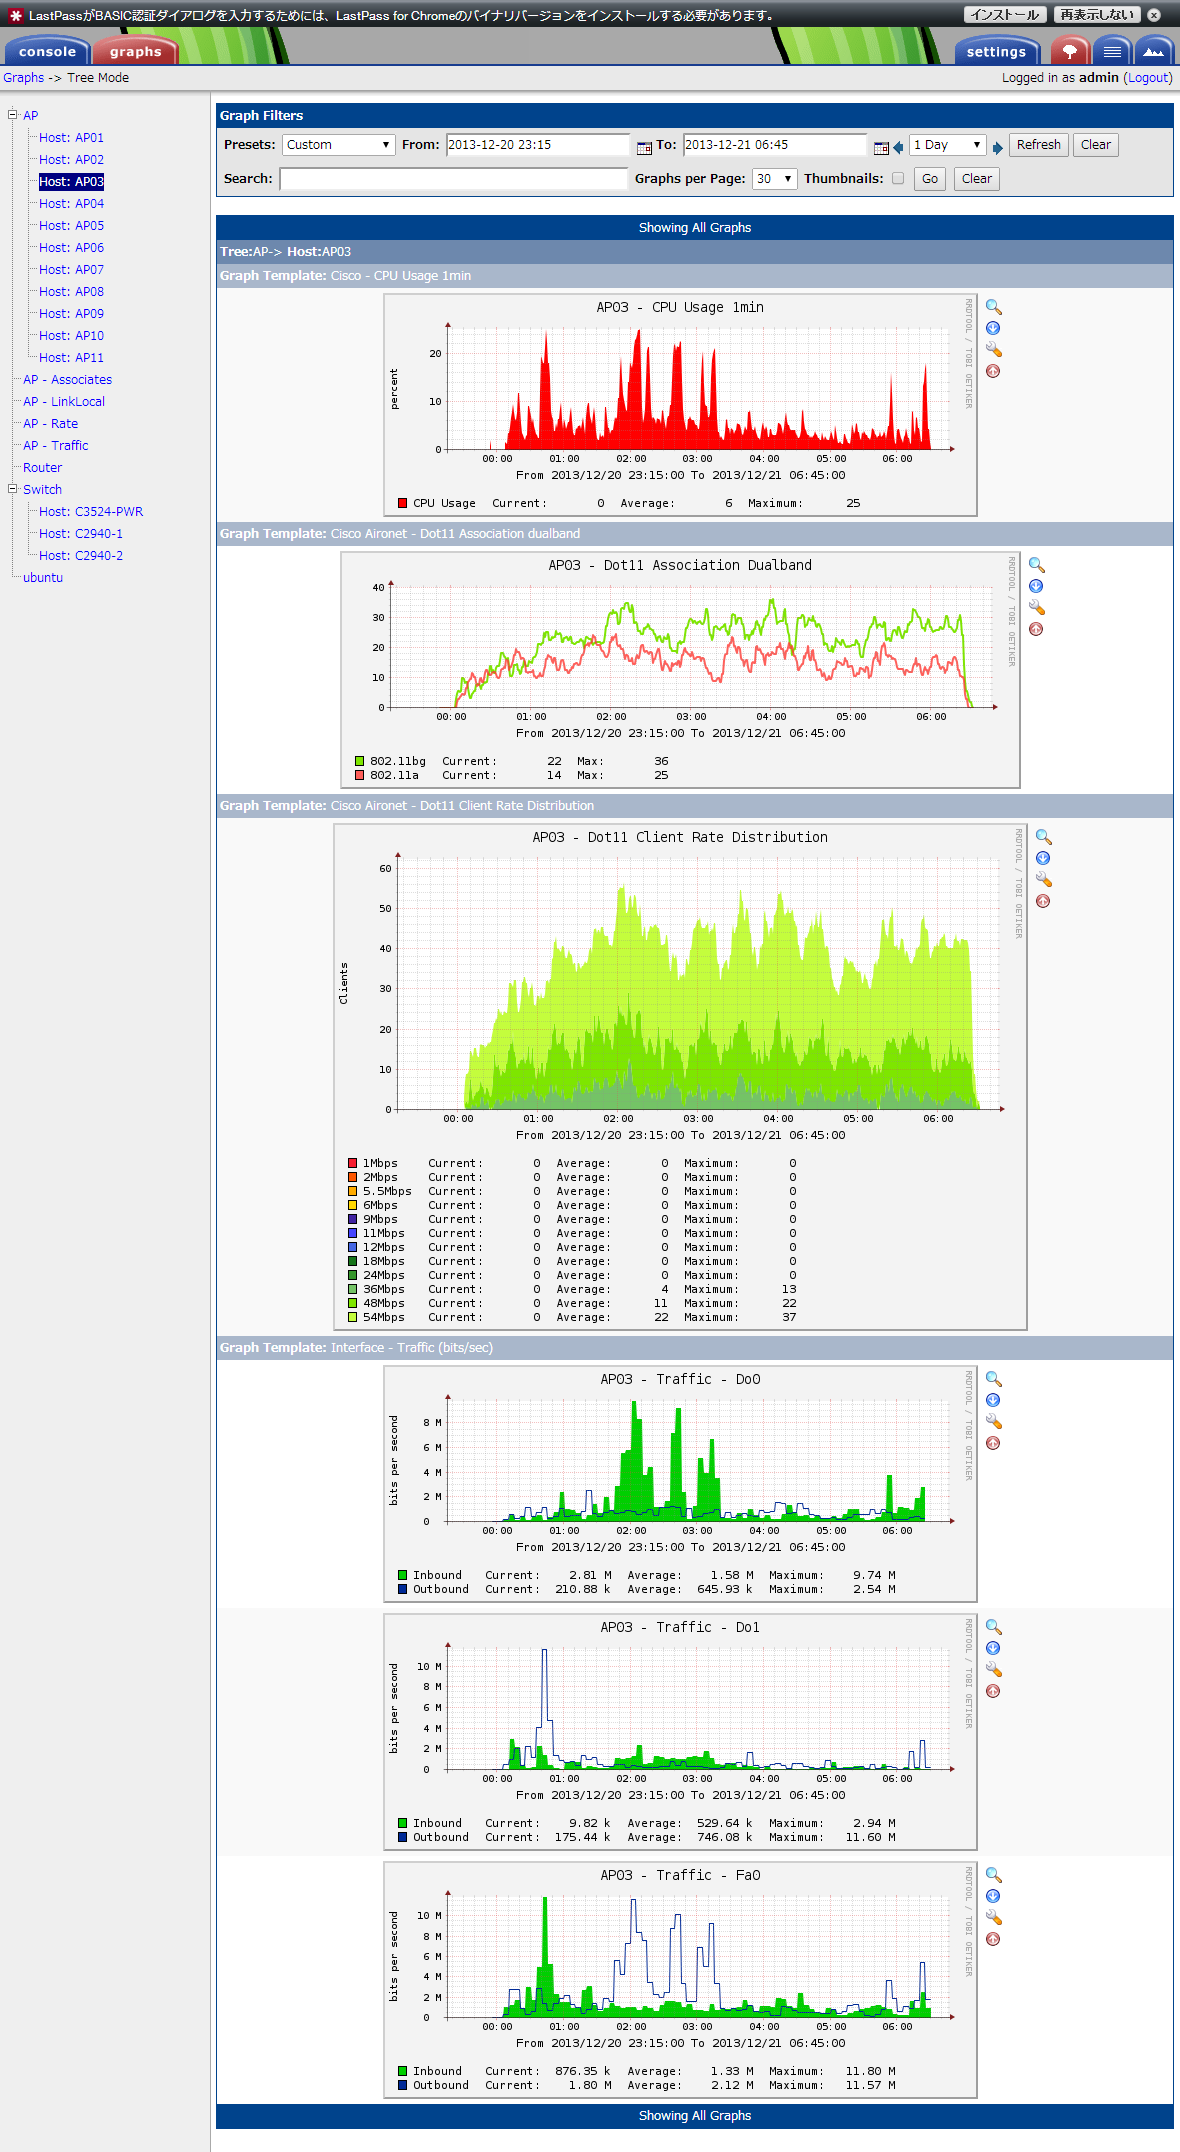 LastPassがBASIC認証ダイアログを入力するためには、LastPass for Chromeのバイナリバージョンをインストールする必要があります。 インストール 再表示しない
console graphs settings
Graphs -> Tree Mode Logged in as admin (Logout)
AP
Host: AP01
Host: AP02
Host: AP03
Host: AP04
Host: AP05
Host: AP06
Host: AP07
Host: AP08
Host: AP09
Host: AP10
Host: AP11
AP - Associates
AP - LinkLocal
AP - Rate
AP - Traffic
Router
Switch
Host: C3524-PWR
Host: C2940-1
Host: C2940-2
ubuntu
Graph Filters
Presets: Custom From: 2013-12-20 23:15 To: 2013-12-21 06:45 1 Day Refresh Clear
Search: Graphs per Page: 30 Thumbnails: Go Clear
Showing All Graphs
Tree:AP-> Host:AP03
Graph Template: Cisco - CPU Usage 1min
AP03 - CPU Usage 1min
RRDTOOL / TOBI OETIKER
percent
20
10
0
00:00 01:00 02:00 03:00 04:00 05:00 06:00
From 2013/12/20 23:15:00 To 2013/12/21 06:45:00
CPU Usage Current: 0 Average: 6 Maximum: 25
Graph Template: Cisco Aironet - Dot11 Association dualband
AP03 - Dot11 Association Dualband
RRDTOOL / TOBI OETIKER
40
30
20
10
0
00:00 01:00 02:00 03:00 04:00 05:00 06:00
From 2013/12/20 23:15:00 To 2013/12/21 06:45:00
802.11bg Current: 22 Max: 36
802.11a Current: 14 Max: 25
Graph Template: Cisco Aironet - Dot11 Client Rate Distribution
AP03 - Dot11 Client Rate Distribution
RRDTOOL / TOBI OETIKER
Clients
60
50
40
30
20
10
0
00:00 01:00 02:00 03:00 04:00 05:00 06:00
From 2013/12/20 23:15:00 To 2013/12/21 06:45:00
1Mbps Current: 0 Average: 0 Maximum: 0
2Mbps Current: 0 Average: 0 Maximum: 0
5.5Mbps Current: 0 Average: 0 Maximum: 0
6Mbps Current: 0 Average: 0 Maximum: 0
9Mbps Current: 0 Average: 0 Maximum: 0
11Mbps Current: 0 Average: 0 Maximum: 0
12Mbps Current: 0 Average: 0 Maximum: 0
18Mbps Current: 0 Average: 0 Maximum: 0
24Mbps Current: 0 Average: 0 Maximum: 0
36Mbps Current: 0 Average: 4 Maximum: 13
48Mbps Current: 0 Average: 11 Maximum: 22
54Mbps Current: 0 Average: 22 Maximum: 37
Graph Template: Interface - Traffic (bits/sec)
AP03 - Traffic - Do0
RRDTOOL / TOBI OETIKER
bits per second
8 M
6 M
4 M
2 M
0
00:00 01:00 02:00 03:00 04:00 05:00 06:00
From 2013/12/20 23:15:00 To 2013/12/21 06:45:00
Inbound Current: 2.81 M Average: 1.58 M Maximum: 9.74 M
Outbound Current: 210.88 k Average: 645.93 k Maximum: 2.54 M
AP03 - Traffic - Do1
RRDTOOL / TOBI OETIKER
bits per second
10 M
8 M
6 M
4 M
2 M
0
00:00 01:00 02:00 03:00 04:00 05:00 06:00
From 2013/12/20 23:15:00 To 2013/12/21 06:45:00
Inbound Current: 9.82 k Average: 529.64 k Maximum: 2.94 M
Outbound Current: 175.44 k Average: 746.08 k Maximum: 11.60 M
AP03 - Traffic - Fa0
RRDTOOL / TOBI OETIKER
bits per second
10 M
8 M
6 M
4 M
2 M
0
00:00 01:00 02:00 03:00 04:00 05:00 06:00
From 2013/12/20 23:15:00 To 2013/12/21 06:45:00
Inbound Current: 876.35 k Average: 1.33 M Maximum: 11.80 M
Outbound Current: 1.80 M Average: 2.12 M Maximum: 11.57 M
Showing All Graphs